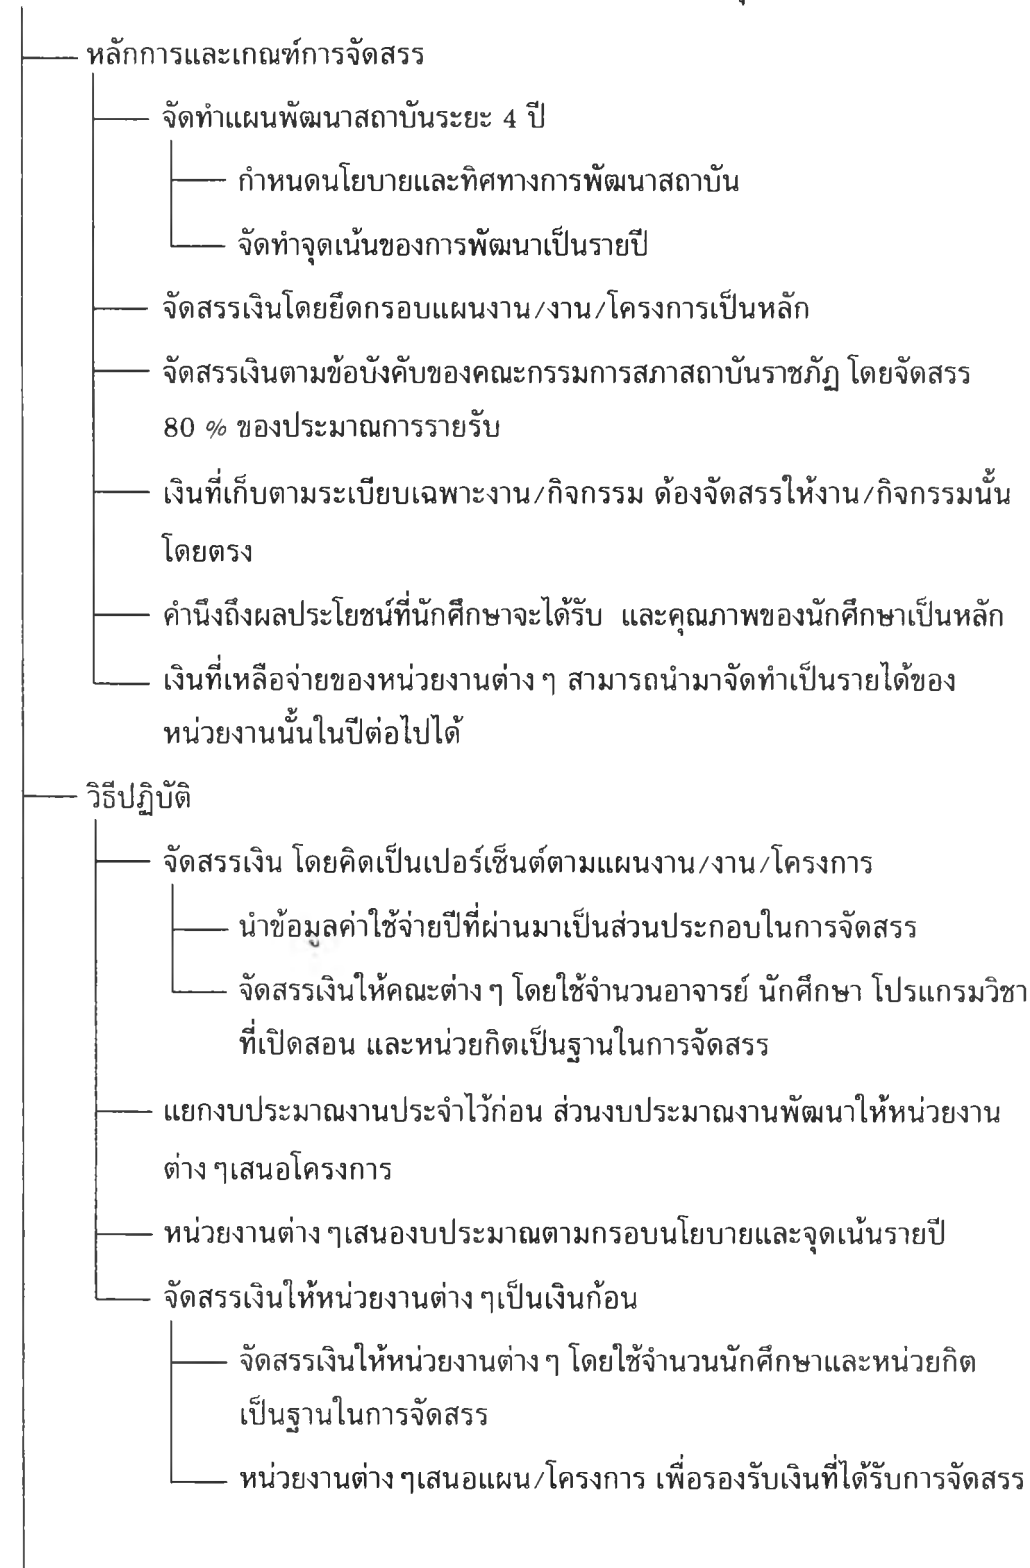 หลักการและเกณฑ์การจัดสรร
จัดทำแผนพัฒนาสถาบันระยะ 4 ปี
กำหนดนโยบายและทิศทางการพัฒนาสถาบัน
จัดทำจุดเน้นของการพัฒนาเป็นรายปี
จัดสรรเงินโดยยึดกรอบแผนงาน/งาน/โครงการเป็นหลัก
จัดสรรเงินตามข้อบังคับของคณะกรรมการสภาสถาบันราชภัฏ โดยจัดสรร
80 % ของประมาณการรายรับ
เงินที่เก็บตามระเบียบเฉพาะงาน/กิจกรรม ต้องจัดสรรให้งาน/กิจกรรมนั้น
โดยตรง
คำนึงถึงผลประโยชน์ที่นักศึกษาจะได้รับ และคุณภาพของนักศึกษาเป็นหลัก
เงินที่เหลือจ่ายของหน่วยงานต่าง ๆ สามารถนำมาจัดทำเป็นรายได้ของ
หน่วยงานนั้นในปีต่อไปได้
วิธีปฏิบัติ
จัดสรรเงิน โดยคิดเป็นเปอร์เซ็นต์ตามแผนงาน/งาน/โครงการ
นำข้อมูลค่าใช้จ่ายปีที่ผ่านมาเป็นส่วนประกอบในการจัดสรร
จัดสรรเงินให้คณะต่าง ๆ โดยใช้จำนวนอาจารย์ นักศึกษา โปรแกรมวิชา
ที่เปิดสอน และหน่วยกิตเป็นฐานในการจัดสรร
แยกงบประมาณงานประจำไว้ก่อน ส่วนงบประมาณงานพัฒนาให้หน่วยงาน
ต่าง ๆเสนอโครงการ
หน่วยงานต่าง ๆเสนองบประมาณตามกรอบนโยบายและจุดเน้นรายปี
จัดสรรเงินให้หน่วยงานต่าง ๆเป็นเงินก้อน
จัดสรรเงินให้หน่วยงานต่าง ๆ โดยใช้จำนวนนักศึกษาและหน่วยกิต
เป็นฐานในการจัดสรร
หน่วยงานต่าง ๆเสนอแผน/โครงการ เพื่อรองรับเงินที่ได้รับการจัดสรร